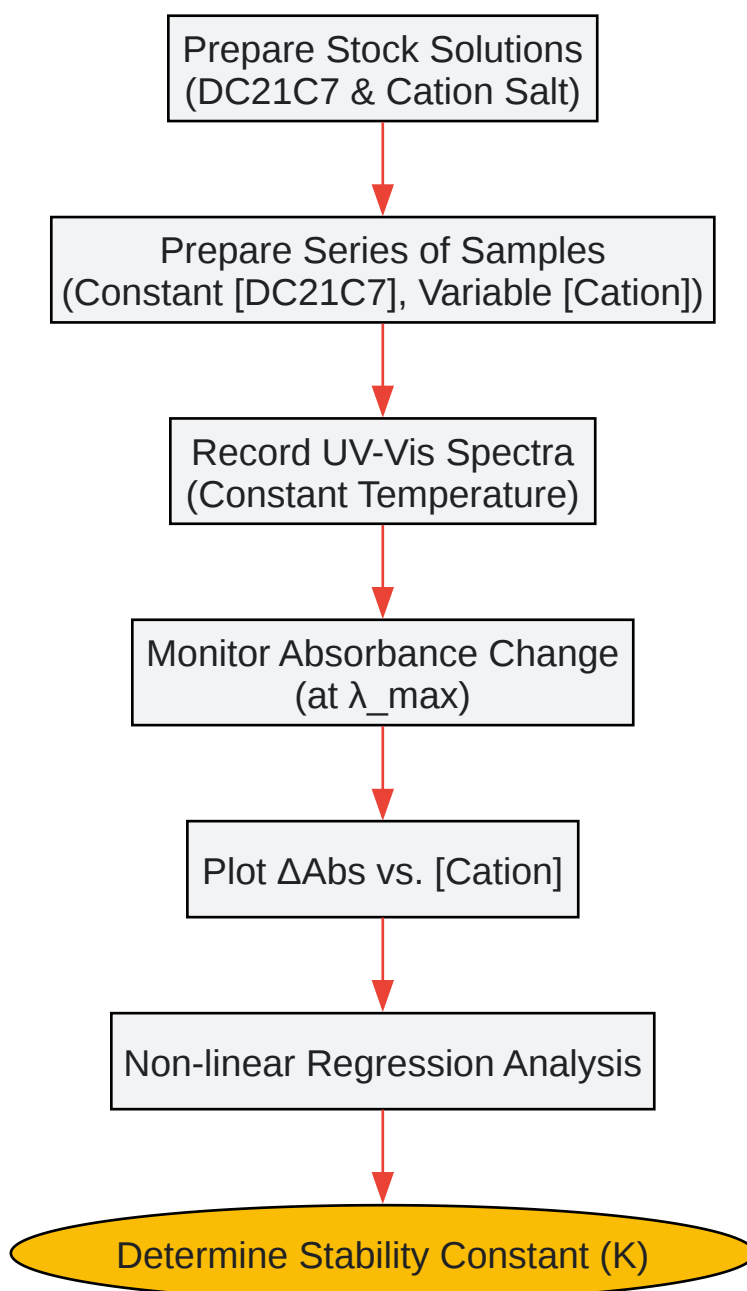 Prepare Stock Solutions
(DC21C7 & Cation Salt)
Prepare Series of Samples
(Constant [DC21C7], Variable [Cation])
Record UV-Vis Spectra
(Constant Temperature)
Monitor Absorbance Change
(at λ_max)
Plot ΔAbs vs. [Cation]
Non-linear Regression Analysis
Determine Stability Constant (K)